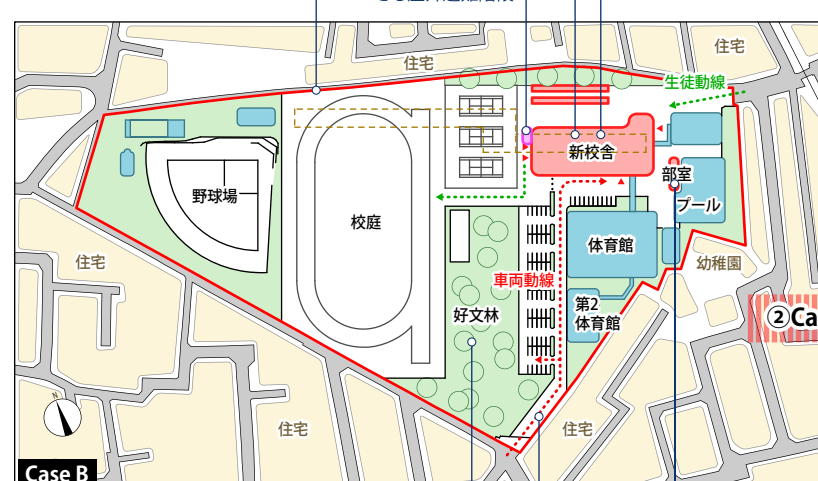 住宅
住宅
生徒動線
新校舎
部室
プール
野球場
校庭
体育館
幼稚園
住宅
車両動線
第2
体育館
好文林
②Ca
住宅
住宅
N
Case B